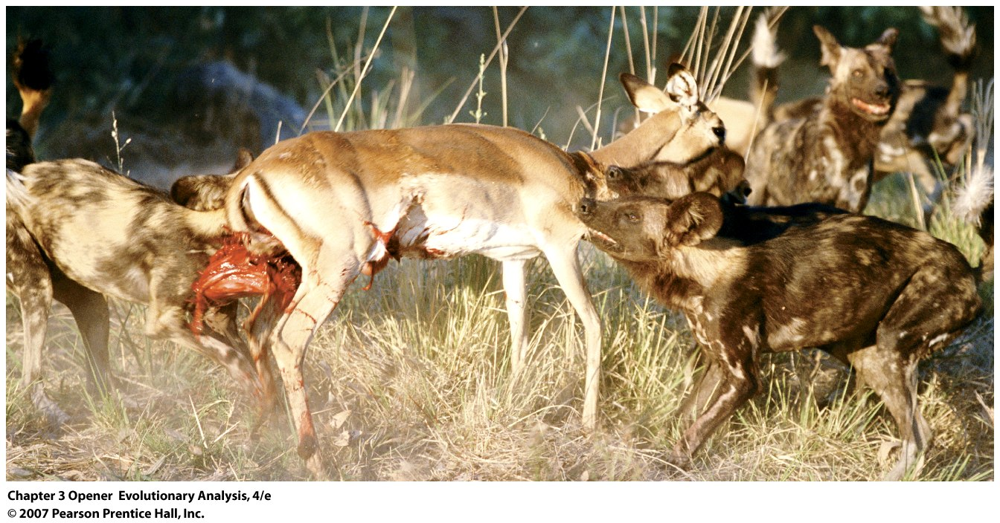 Chapter 3 Opener  Evolutionary Analysis, 4/e
© 2007 Pearson Prentice Hall, Inc.